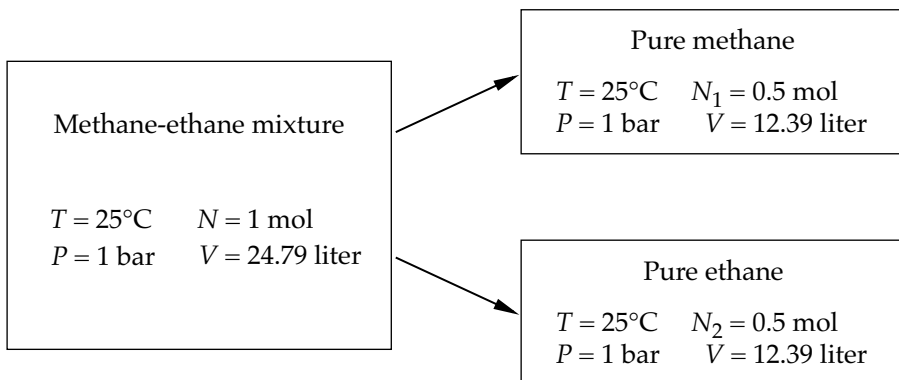 Methane-ethane mixture
T = 25°C N = 1 mol
P = 1 bar V = 24.79 liter
Pure methane
T = 25°C N₁ = 0.5 mol
P = 1 bar V = 12.39 liter
Pure ethane
T = 25°C N₂ = 0.5 mol
P = 1 bar V = 12.39 liter